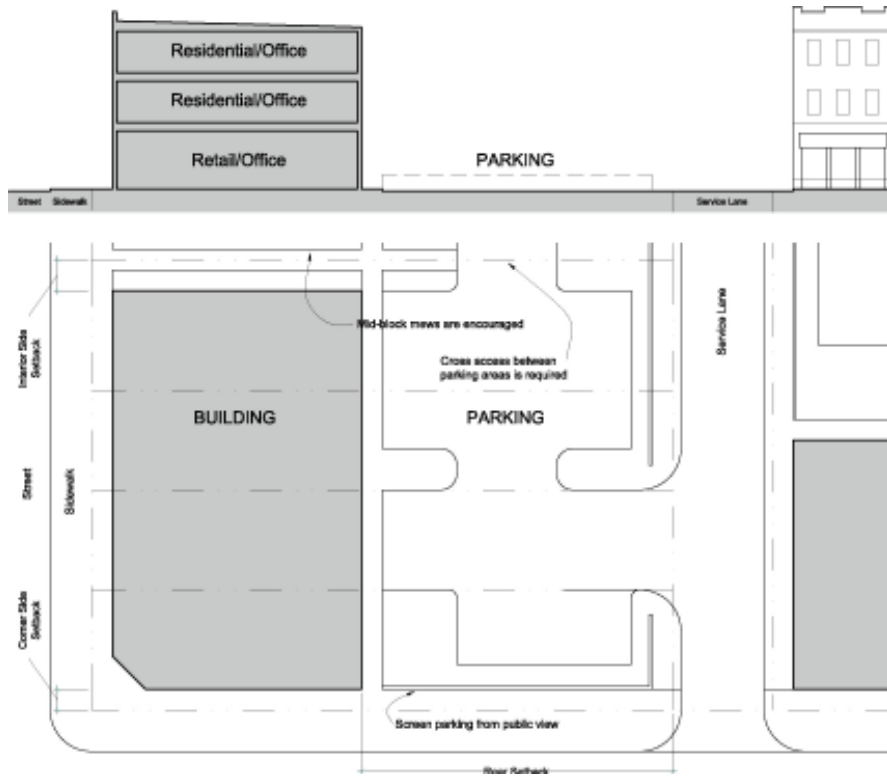 Residential/Office
Residential/Office
Retail/Office
PARKING
Street
Sidewalk
Service Lane
Interior Side
Setback
Mid-block mews are encouraged
Cross access between
parking areas is required
Service Lane
BUILDING
PARKING
Street
Sidewalk
Corner Side
Setback
Screen parking from public view
Rear Setback